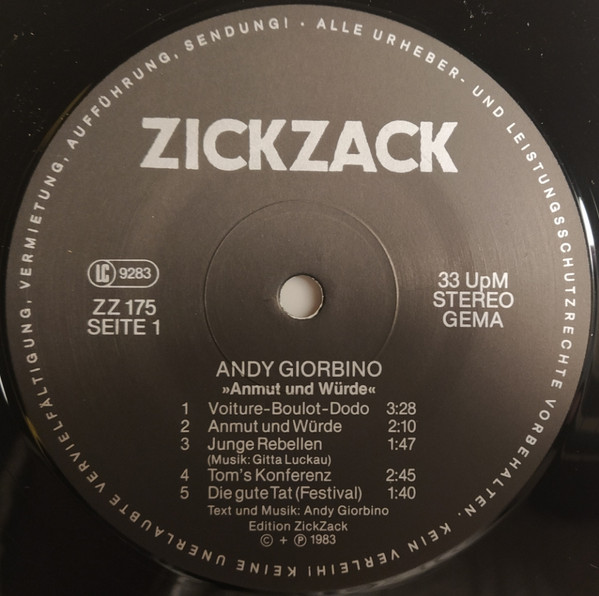 ALLE URHEBER- UND LEISTUNGSSCHUTZRECHTE VORBEHALTEN. KEIN VERLEIH! KEINE UNERLAUBTE VERVIELFÄLTIGUNG, VERMIETUNG, AUFFÜHRUNG, SENDUNG! ·
ZICKZACK
LC 9283
ZZ 175
SEITE 1
33 UpM
STEREO
GEMA
ANDY GIORBINO
»Anmut und Würde«
1 Voiture-Boulot-Dodo 3:28
2 Anmut und Würde 2:10
3 Junge Rebellen 1:47
(Musik: Gitta Luckau)
4 Tom's Konferenz 2:45
5 Die gute Tat (Festival) 1:40
Text und Musik: Andy Giorbino
Edition ZickZack
© + ℗ 1983